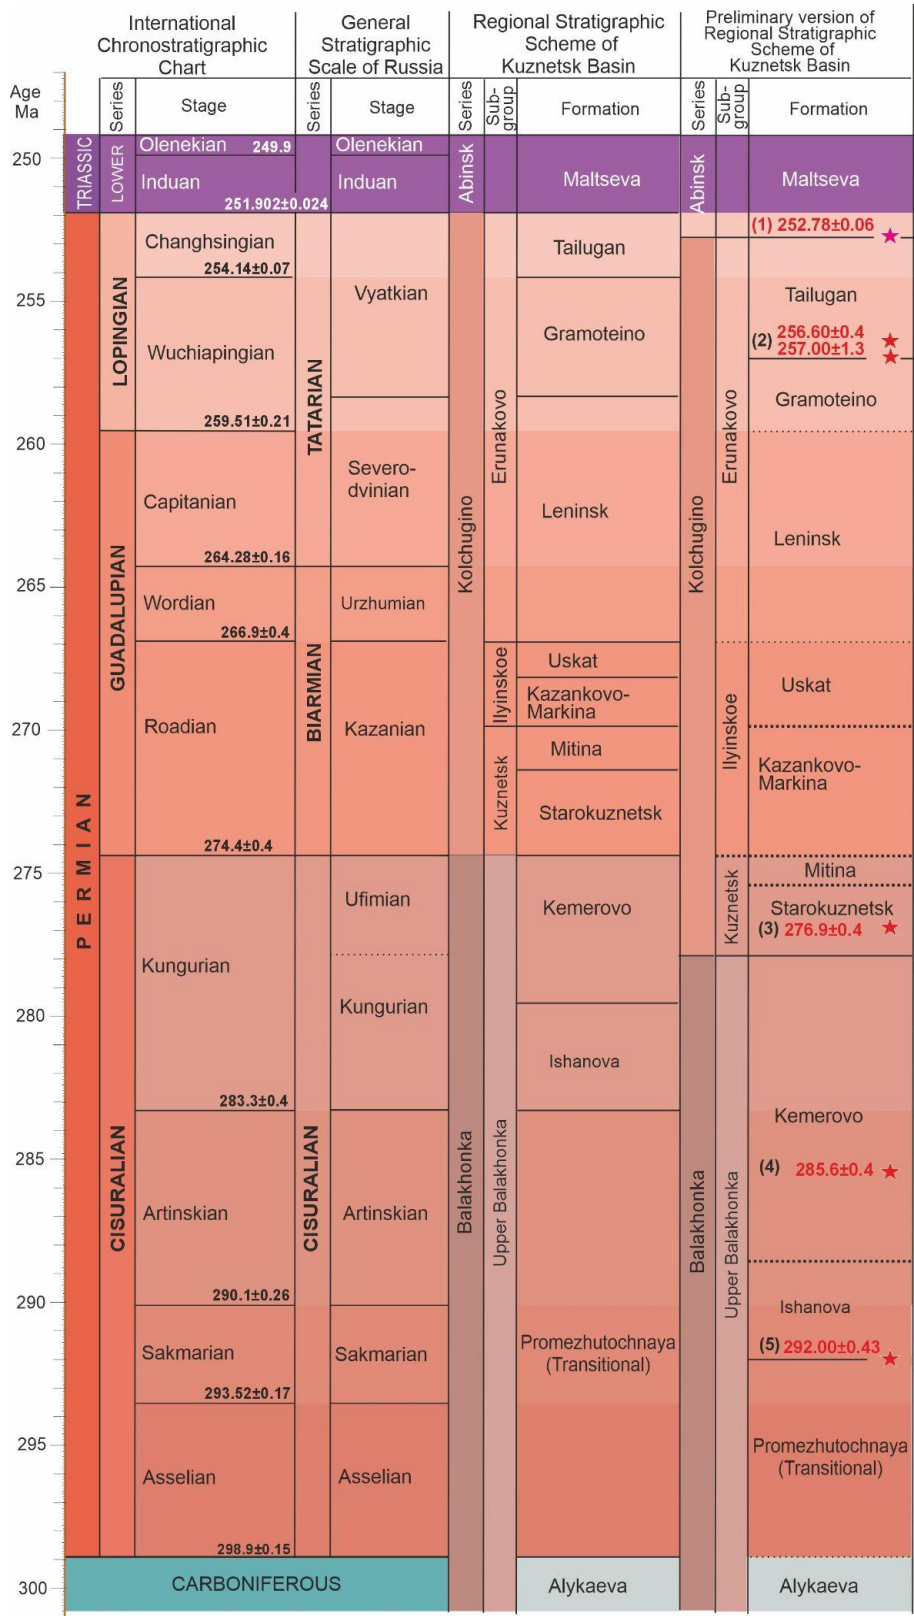 International
Chronostratigraphic
Chart
General
Stratigraphic
Scale of Russia
Regional Stratigraphic
Scheme of
Kuznetsk Basin
Preliminary version of
Regional Stratigraphic
Scheme of
Kuznetsk Basin
Age
Ma
Series
Stage
Series
Stage
Series
Sub-
group
Formation
Series
Sub-
group
Formation
250
255
260
265
270
275
280
285
290
295
300
TRIASSIC
PERMIAN
LOWER
LOPINGIAN
GUADALUPIAN
CISURALIAN
Olenekian 249.9
Induan
251.902±0.024
Changhsingian
254.14±0.07
Wuchiapingian
259.51±0.21
Capitanian
264.28±0.16
Wordian
266.9±0.4
Roadian
274.4±0.4
Kungurian
283.3±0.4
Artinskian
290.1±0.26
Sakmarian
293.52±0.17
Asselian
298.9±0.15
CARBONIFEROUS
TATARIAN
BIARMIAN
CISURALIAN
Olenekian
Induan
Vyatkian
Severo-
dvinian
Urzhumian
Kazanian
Ufimian
Kungurian
Artinskian
Sakmarian
Asselian
Abinsk
Kolchugino
Balakhonka
Erunakovo
Ilyinskoe
Kuznetsk
Upper Balakhonka
Maltseva
Tailugan
Gramoteino
Leninsk
Uskat
Kazankovo-
Markina
Mitina
Starokuznetsk
Kemerovo
Ishanova
Promezhutochnaya
(Transitional)
Alykaeva
Abinsk
Kolchugino
Balakhonka
Erunakovo
Ilyinskoe
Kuznetsk
Upper Balakhonka
Maltseva
(1) 252.78±0.06
Tailugan
(2) 256.60±0.4
257.00±1.3
Gramoteino
Leninsk
Uskat
Kazankovo-
Markina
Mitina
Starokuznetsk
(3) 276.9±0.4
Kemerovo
(4) 285.6±0.4
Ishanova
(5) 292.00±0.43
Promezhutochnaya
(Transitional)
Alykaeva